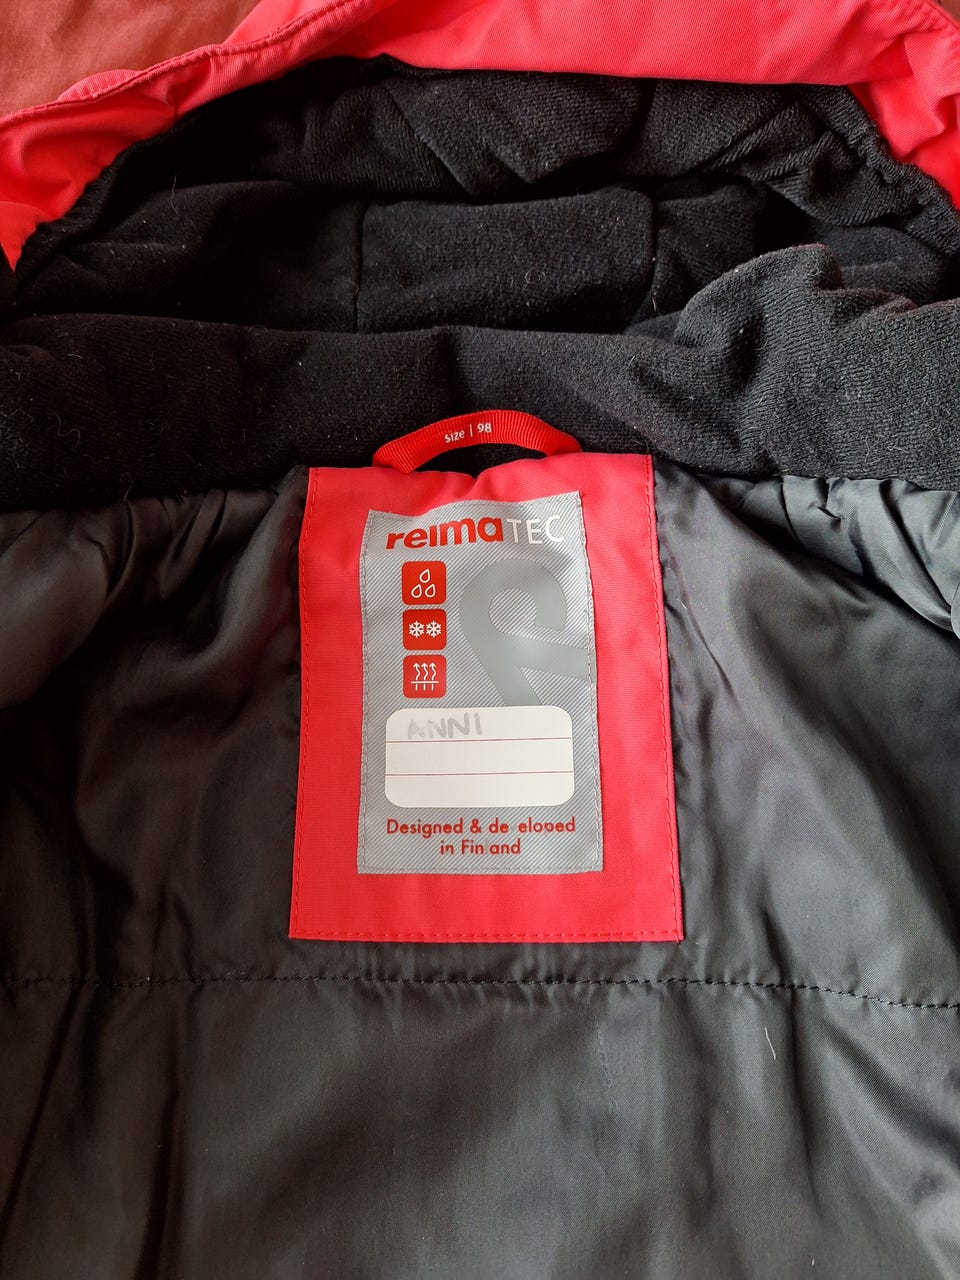 size | 98
reimaTEC
ANNI
Designed & de eloped
in Fin and